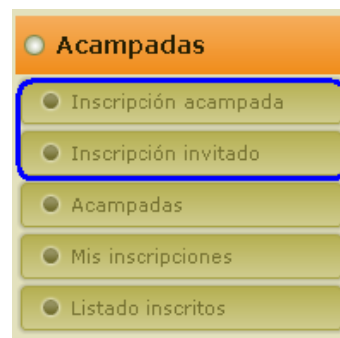 Acampadas
Inscripción acampada
Inscripción invitado
Acampadas
Mis inscripciones
Listado inscritos